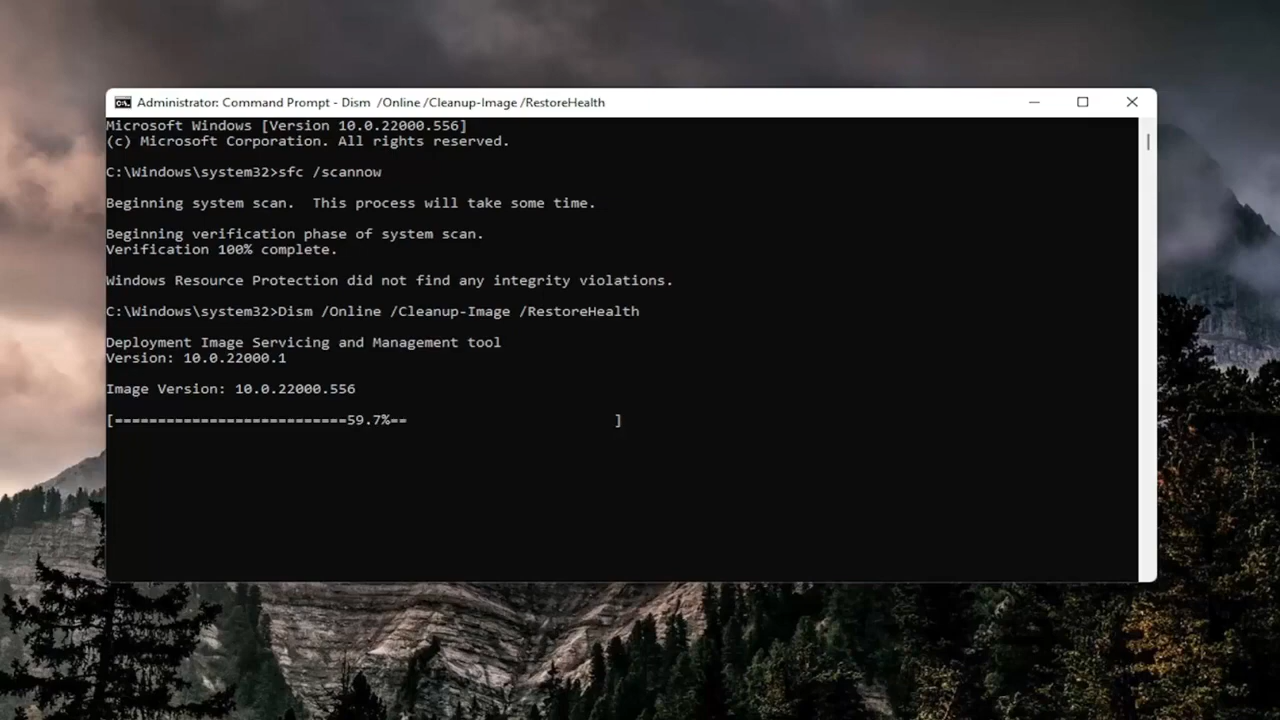 Administrator: Command Prompt - Dism  /Online /Cleanup-Image /RestoreHealth
Microsoft Windows [Version 10.0.22000.556]
(c) Microsoft Corporation. All rights reserved.
C:\Windows\system32>sfc /scannow
Beginning system scan.  This process will take some time.
Beginning verification phase of system scan.
Verification 100% complete.
Windows Resource Protection did not find any integrity violations.
C:\Windows\system32>Dism /Online /Cleanup-Image /RestoreHealth
Deployment Image Servicing and Management tool
Version: 10.0.22000.1
Image Version: 10.0.22000.556
[===========================59.7%==                        ]